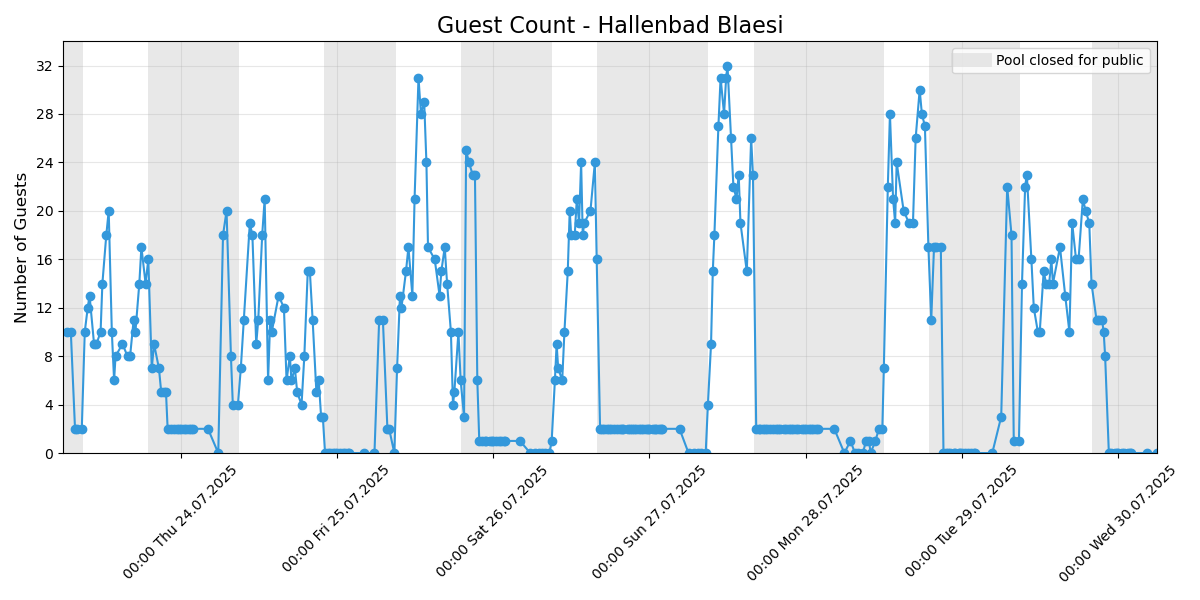 Guest Count - Hallenbad Blaesi
Pool closed for public
Number of Guests
32
28
24
20
16
12
8
4
0
00:00 Thu 24.07.2025
00:00 Fri 25.07.2025
00:00 Sat 26.07.2025
00:00 Sun 27.07.2025
00:00 Mon 28.07.2025
00:00 Tue 29.07.2025
00:00 Wed 30.07.2025